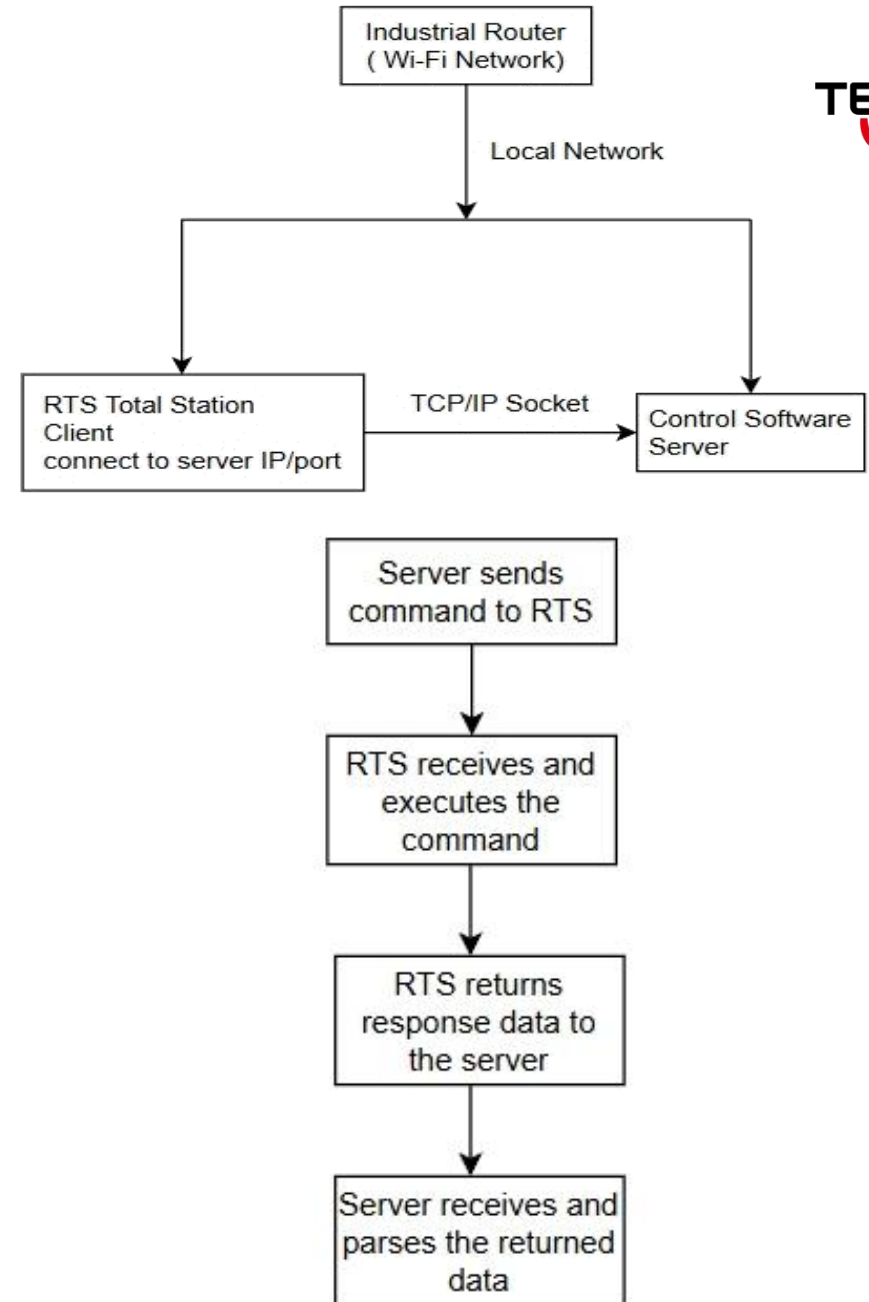 Industrial Router
( Wi-Fi Network)
Local Network
RTS Total Station
Client
connect to server IP/port
TCP/IP Socket
Control Software
Server
Server sends
command to RTS
RTS receives and
executes the
command
RTS returns
response data to
the server
Server receives and
parses the returned
data